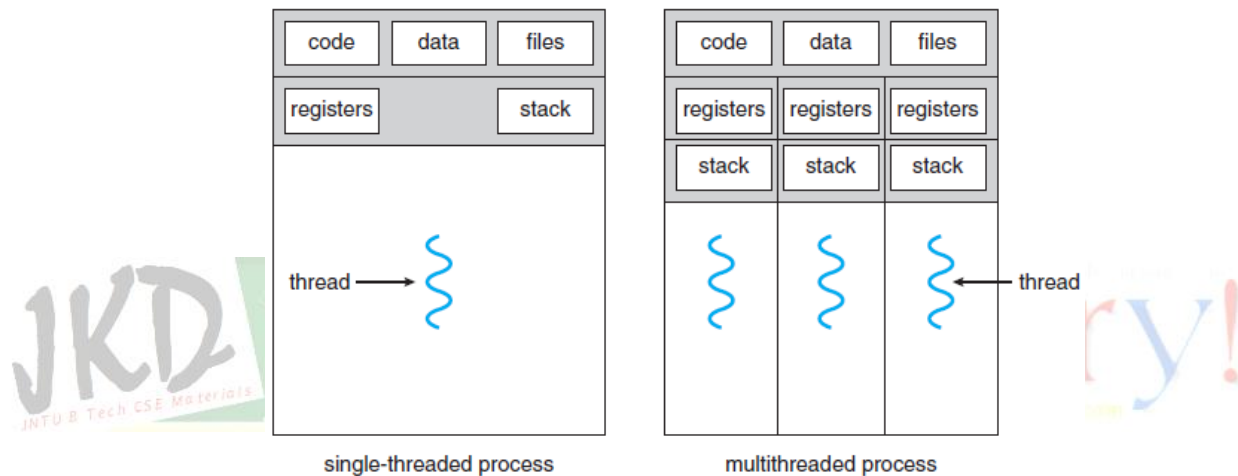 code data files code data files
registers stack registers registers registers
stack stack stack
thread thread
JKD
ry!
JNTU B Tech CSE Materials
single-threaded process multithreaded process